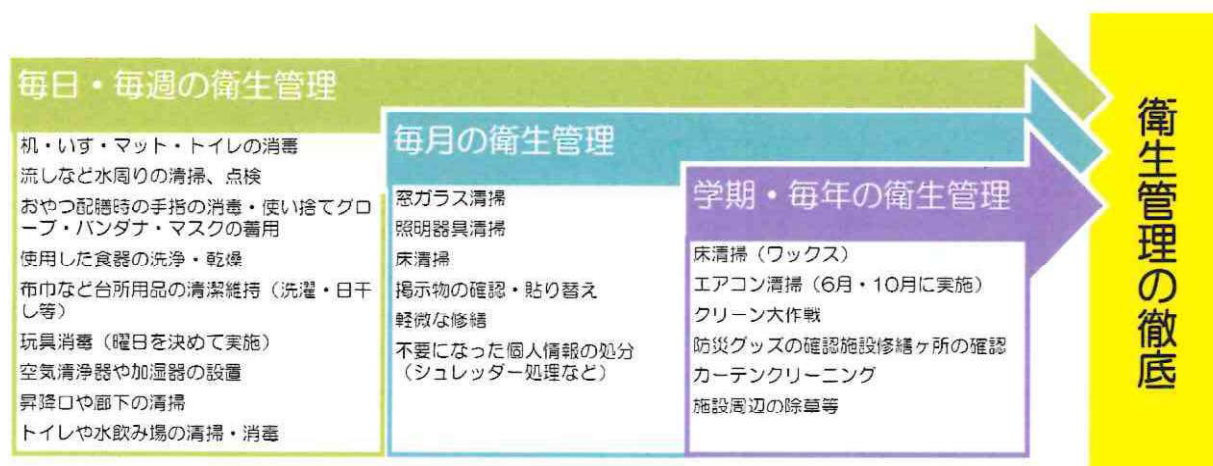 毎日・毎週の衛生管理
机・いす・マット・トイレの消毒
流しなど水周りの清掃、点検
おやつ配膳時の手指の消毒・使い捨てグロ
ーブ・バンダナ・マスクの着用
使用した食器の洗浄・乾燥
布巾など台所用品の清潔維持（洗濯・日干
し等）
玩具消毒（曜日を決めて実施）
空気清浄器や加湿器の設置
昇降口や廊下の清掃
トイレや水飲み場の清掃・消毒
毎月の衛生管理
窓ガラス清掃
照明器具清掃
床清掃
掲示物の確認・貼り替え
軽微な修繕
不要になった個人情報の処分
（シュレッダー処理など）
学期・毎年の衛生管理
床清掃（ワックス）
エアコン清掃（6月・10月に実施）
クリーン大作戦
防災グッズの確認施設修繕ヶ所の確認
カーテンクリーニング
施設周辺の除草等
衛生管理の徹底